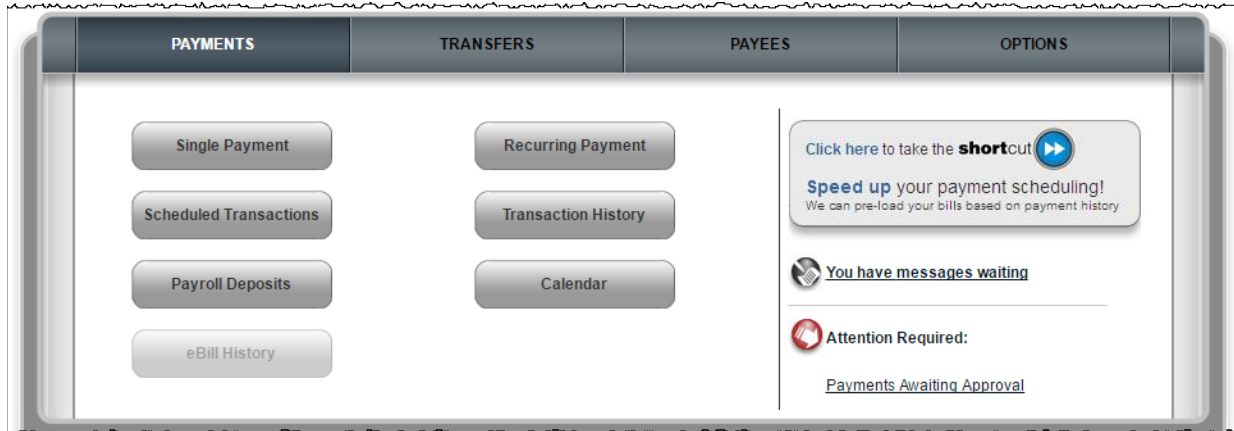 PAYMENTS TRANSFERS PAYEES OPTIONS
Single Payment Recurring Payment
Scheduled Transactions Transaction History
Payroll Deposits Calendar
eBill History
Click here to take the shortcut
Speed up your payment scheduling!
We can pre-load your bills based on payment history
You have messages waiting
Attention Required:
Payments Awaiting Approval